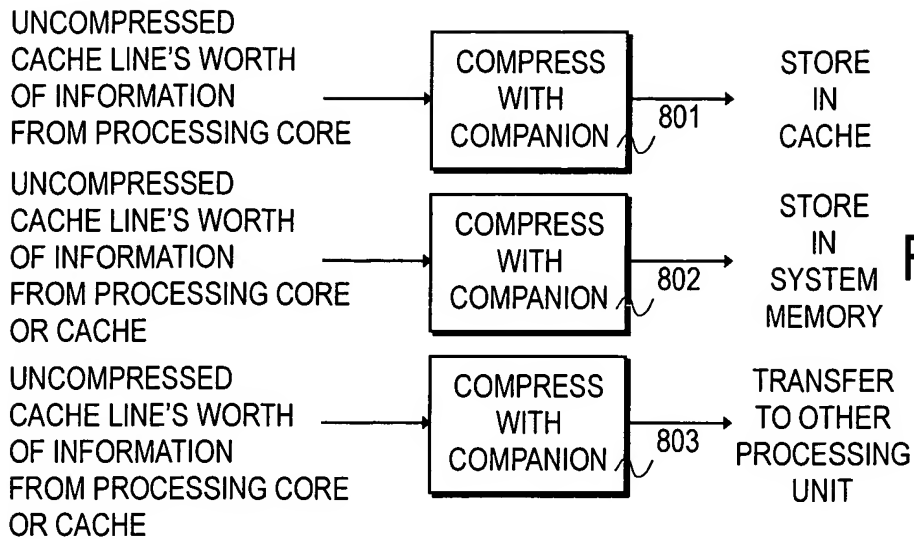 UNCOMPRESSED
CACHE LINE'S WORTH
OF INFORMATION
FROM PROCESSING CORE
COMPRESS
WITH
COMPANION
801
STORE
IN
CACHE
UNCOMPRESSED
CACHE LINE'S WORTH
OF INFORMATION
FROM PROCESSING CORE
OR CACHE
COMPRESS
WITH
COMPANION
802
STORE
IN
SYSTEM
MEMORY
UNCOMPRESSED
CACHE LINE'S WORTH
OF INFORMATION
FROM PROCESSING CORE
OR CACHE
COMPRESS
WITH
COMPANION
803
TRANSFER
TO OTHER
PROCESSING
UNIT